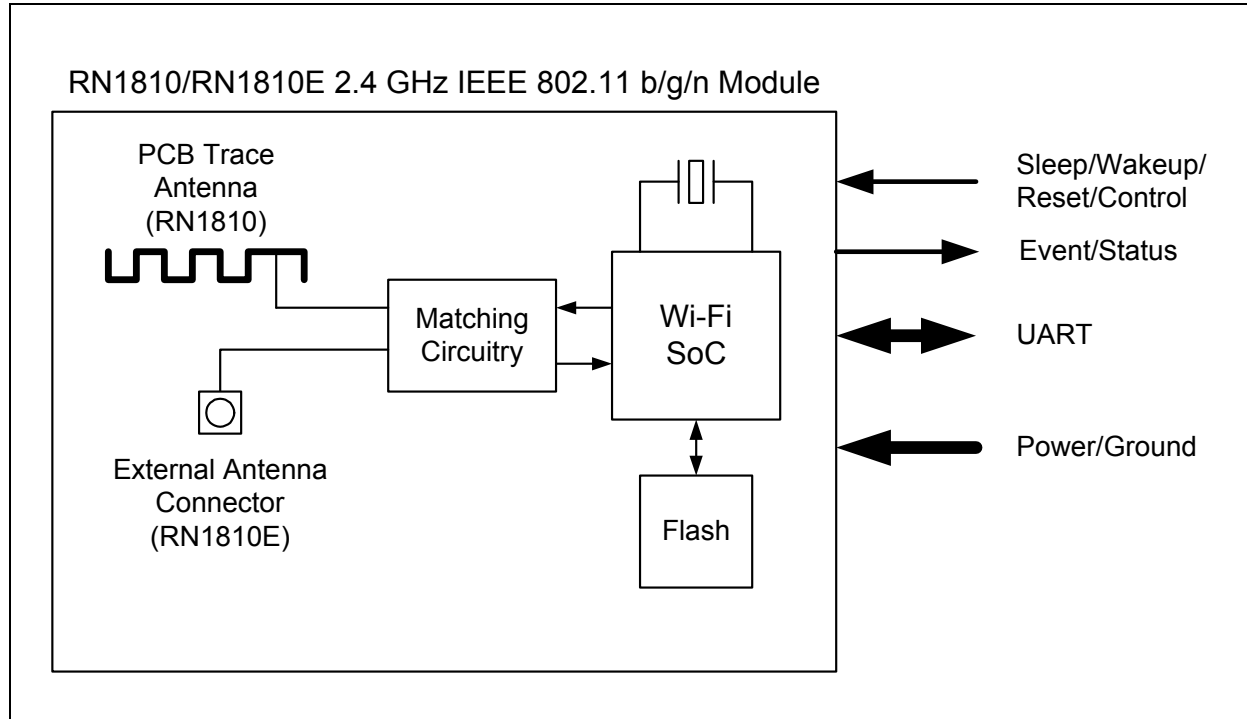 RN1810/RN1810E 2.4 GHz IEEE 802.11 b/g/n Module
PCB Trace
Antenna
(RN1810)
External Antenna
Connector
(RN1810E)
Matching
Circuitry
Wi-Fi
SoC
Flash
Sleep/Wakeup/
Reset/Control
Event/Status
UART
Power/Ground